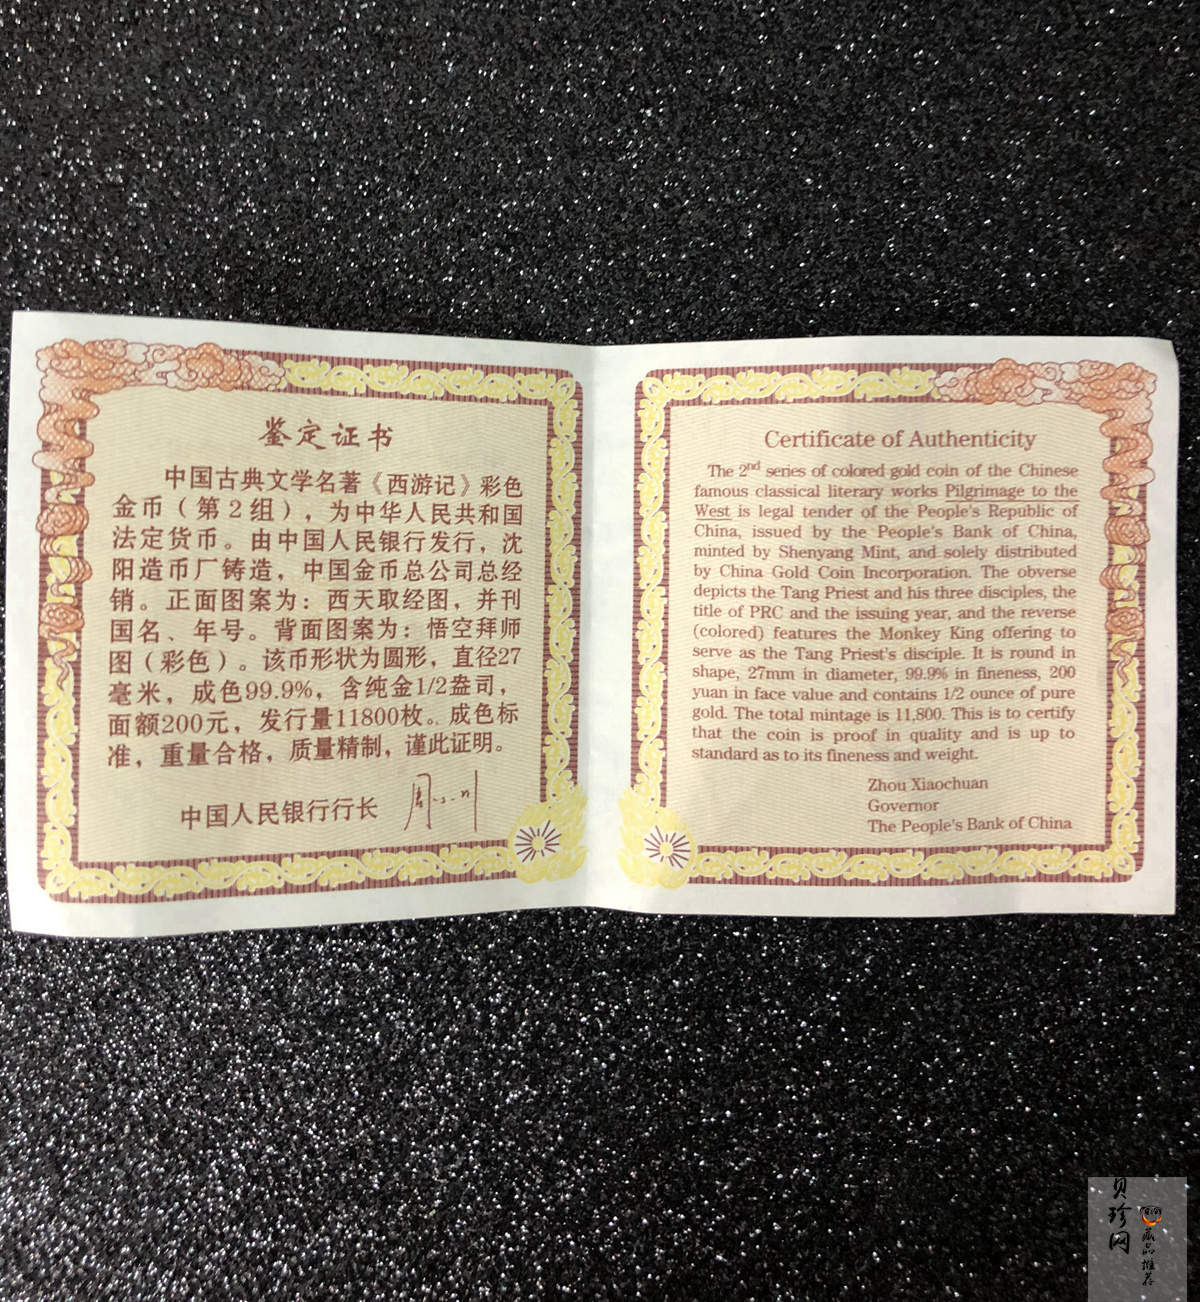 鉴定证书
中国古典文学名著《西游记》彩色
金币（第2组），为中华人民共和国
法定货币。由中国人民银行发行，沈
阳造币厂铸造，中国金币总公司总经
销。正面图案为：西天取经图，并刊
国名、年号。背面图案为：悟空拜师
图（彩色）。该币形状为圆形，直径27
毫米，成色99.9%，含纯金1/2盎司，
面额200元，发行量11800枚。. 成色标
准，重量合格，质量精制，谨此证明。
中国人民银行行长 周小川
Certificate of Authenticity
The 2nd series of colored gold coin of the Chinese
famous classical literary works Pilgrimage to the
West is legal tender of the People's Republic of
China, issued by the People's Bank of China,
minted by Shenyang Mint, and solely distributed
by China Gold Coin Incorporation. The obverse
depicts the Tang Priest and his three disciples, the
title of PRC and the issuing year, and the reverse
(colored) features the Monkey King offering to
serve as the Tang Priest's disciple. It is round in
shape, 27mm in diameter, 99.9% in fineness, 200
yuan in face value and contains 1/2 ounce of pure
gold. The total mintage is 11,800. This is to certify
that the coin is proof in quality and is up to
standard as to its fineness and weight.
Zhou Xiaochuan
Governor
The People's Bank of China
贝珍网
藏品推荐